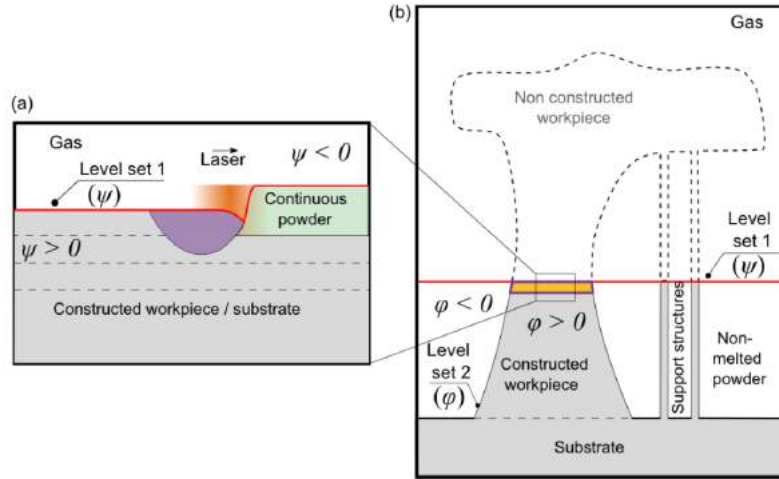 (a)
Gas
Laser
ψ < 0
Level set 1
(ψ)
Continuous
powder
ψ > 0
Constructed workpiece / substrate
(b)
Gas
Non constructed
workpiece
Level
set 1
(ψ)
φ < 0
φ > 0
Level
set 2
(φ)
Constructed
workpiece
Support structures
Non-
melted
powder
Substrate